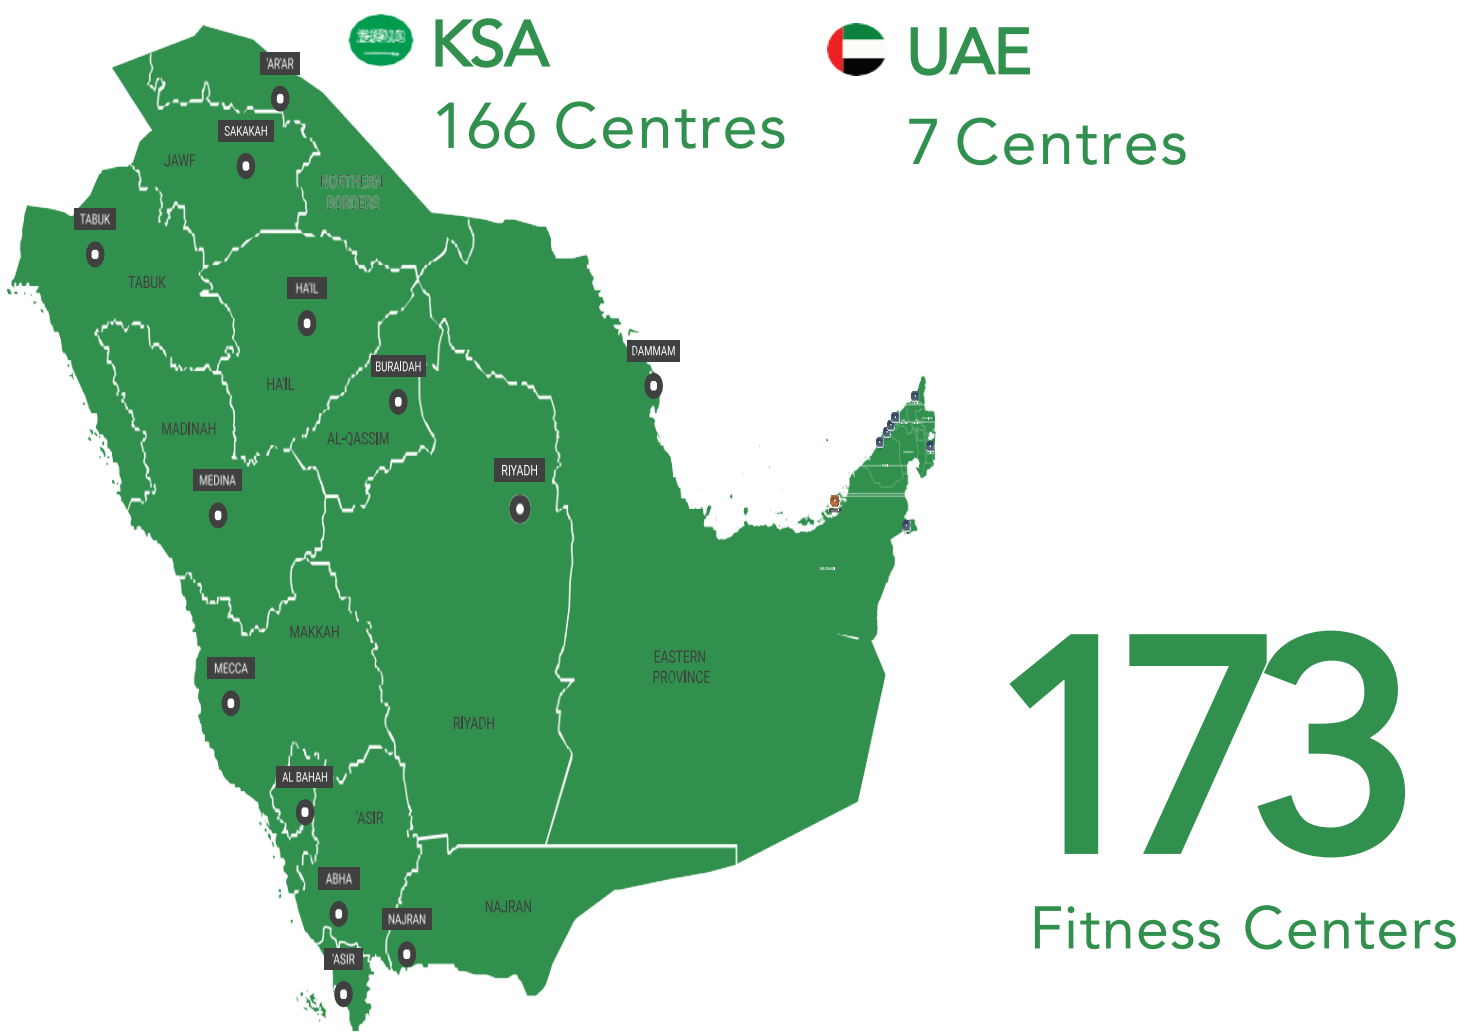 KSA
166 Centres
UAE
7 Centres
'AR'AR
SAKAKAH
JAWF
NORTHERN
BORDERS
TABUK
TABUK
HA'IL
HA'IL
BURAIDAH
DAMMAM
MADINAH
AL-QASSIM
MEDINA
RIYADH
MAKKAH
EASTERN
PROVINCE
MECCA
RIYADH
AL BAHAH
'ASIR
ABHA
NAJRAN
NAJRAN
'ASIR
173
Fitness Centers